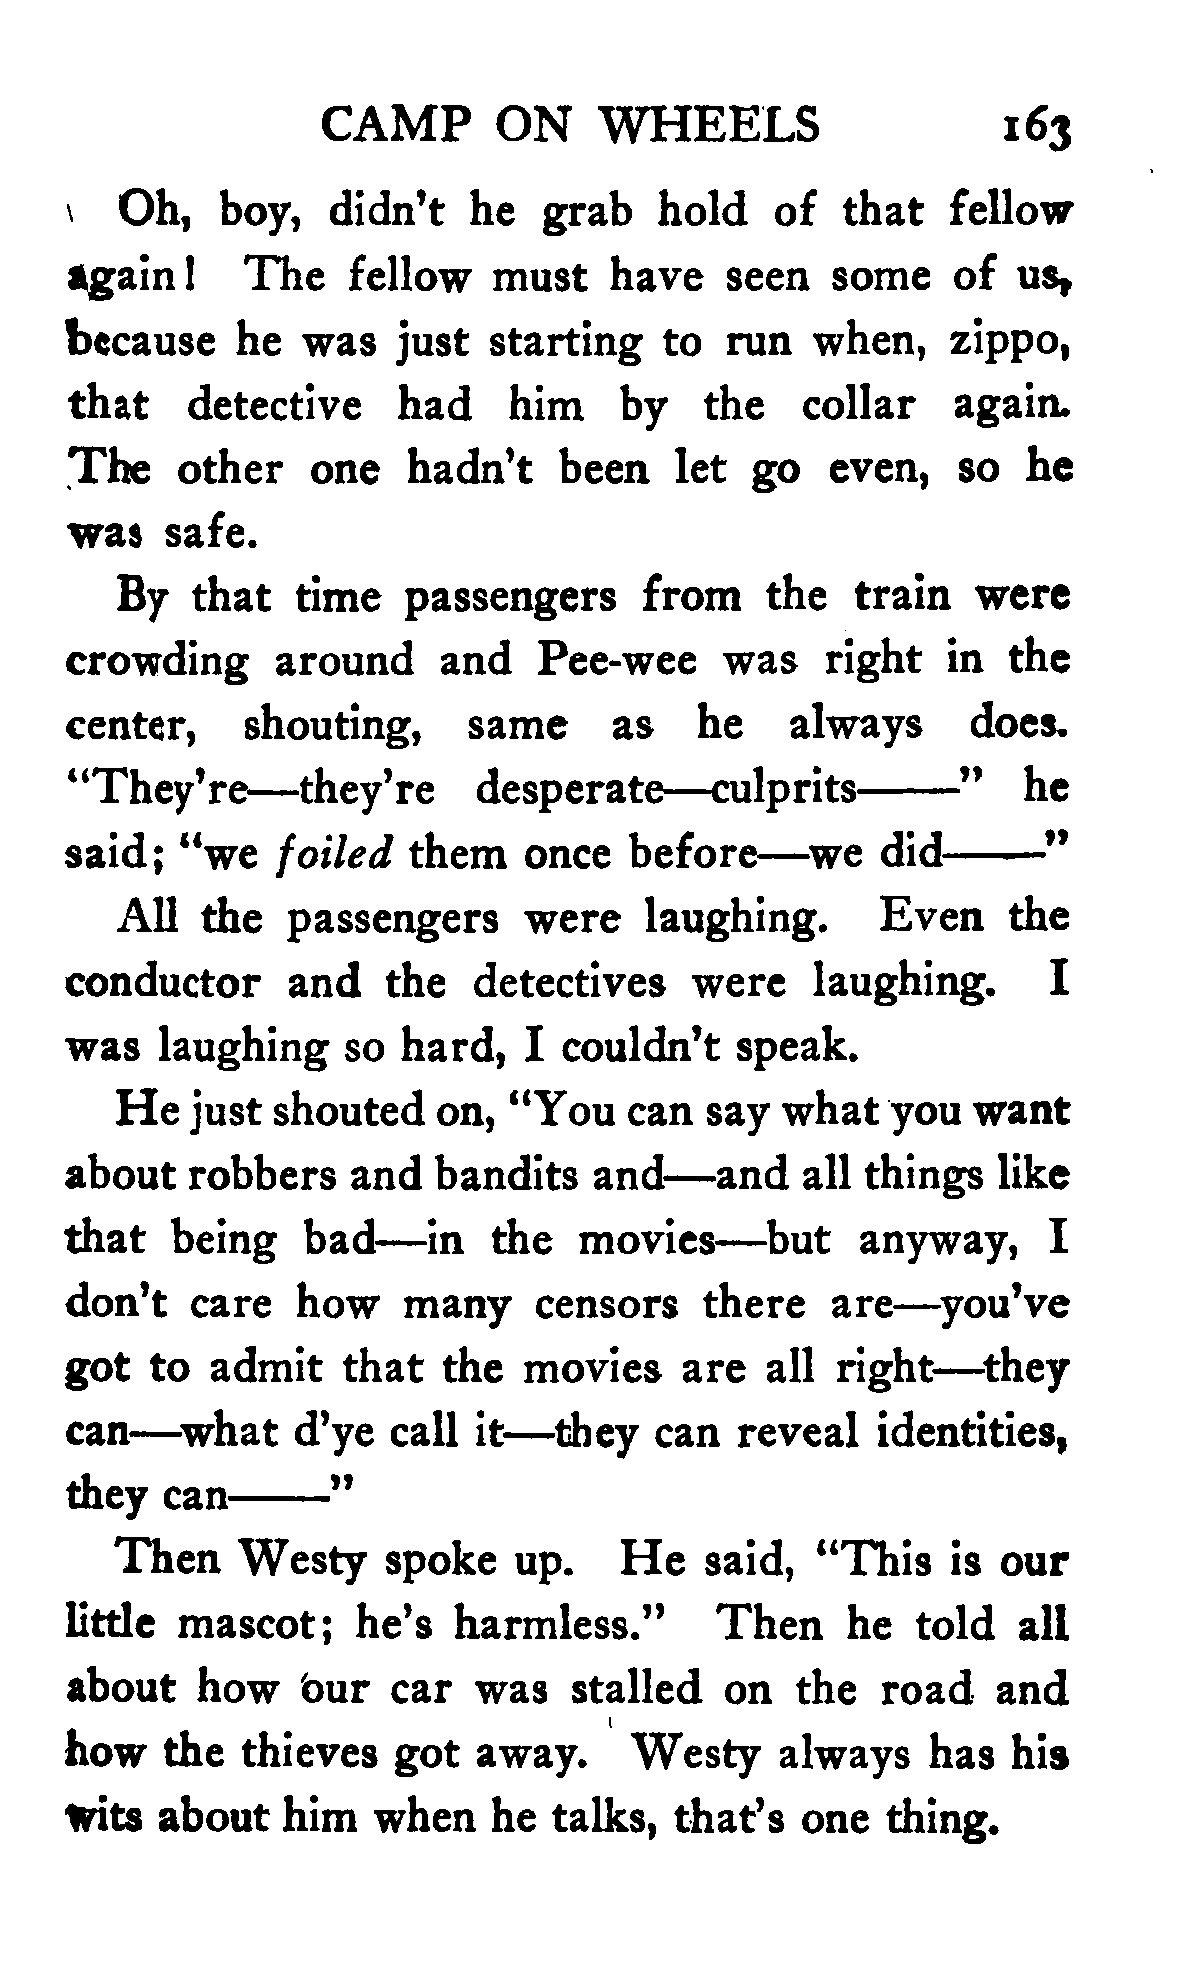 CAMP ON WHEELS 163
Oh, boy, didn't he grab hold of that fellow
again! The fellow must have seen some of us,
because he was just starting to run when, zippo,
that detective had him by the collar again.
The other one hadn't been let go even, so he
was safe.
By that time passengers from the train were
crowding around and Pee-wee was right in the
center, shouting, same as he always does.
"They're—they're desperate—culprits——" he
said; "we foiled them once before—we did——"
All the passengers were laughing. Even the
conductor and the detectives were laughing. I
was laughing so hard, I couldn't speak.
He just shouted on, "You can say what you want
about robbers and bandits and—and all things like
that being bad—in the movies—but anyway, I
don't care how many censors there are—you've
got to admit that the movies are all right—they
can—what d'ye call it—they can reveal identities,
they can——"
Then Westy spoke up. He said, "This is our
little mascot; he's harmless." Then he told all
about how our car was stalled on the road and
how the thieves got away. Westy always has his
wits about him when he talks, that's one thing.